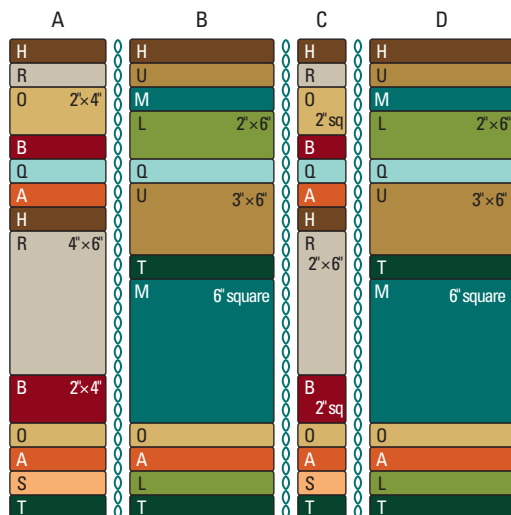 A
H
R
O 2"×4"
B
Q
A
H
R 4"×6"
B 2"×4"
O
A
S
T
B
H
U
M
L 2"×6"
Q
U 3"×6"
T
M 6" square
O
A
L
T
C
H
R
O
2" sq
B
Q
A
H
R
2"×6"
B
2" sq
O
A
S
T
D
H
U
M
L 2"×6"
Q
U 3"×6"
T
M 6" square
O
A
L
T